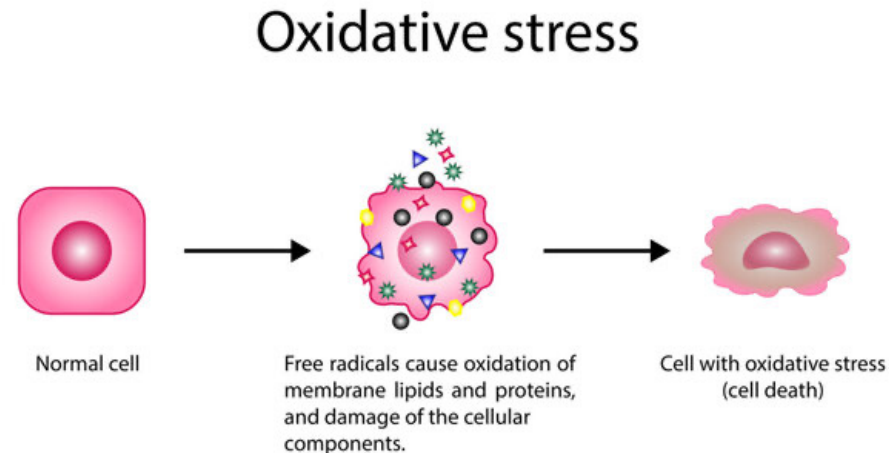 Oxidative stress
Normal cell
Free radicals cause oxidation of
membrane lipids and proteins,
and damage of the cellular
components.
Cell with oxidative stress
(cell death)